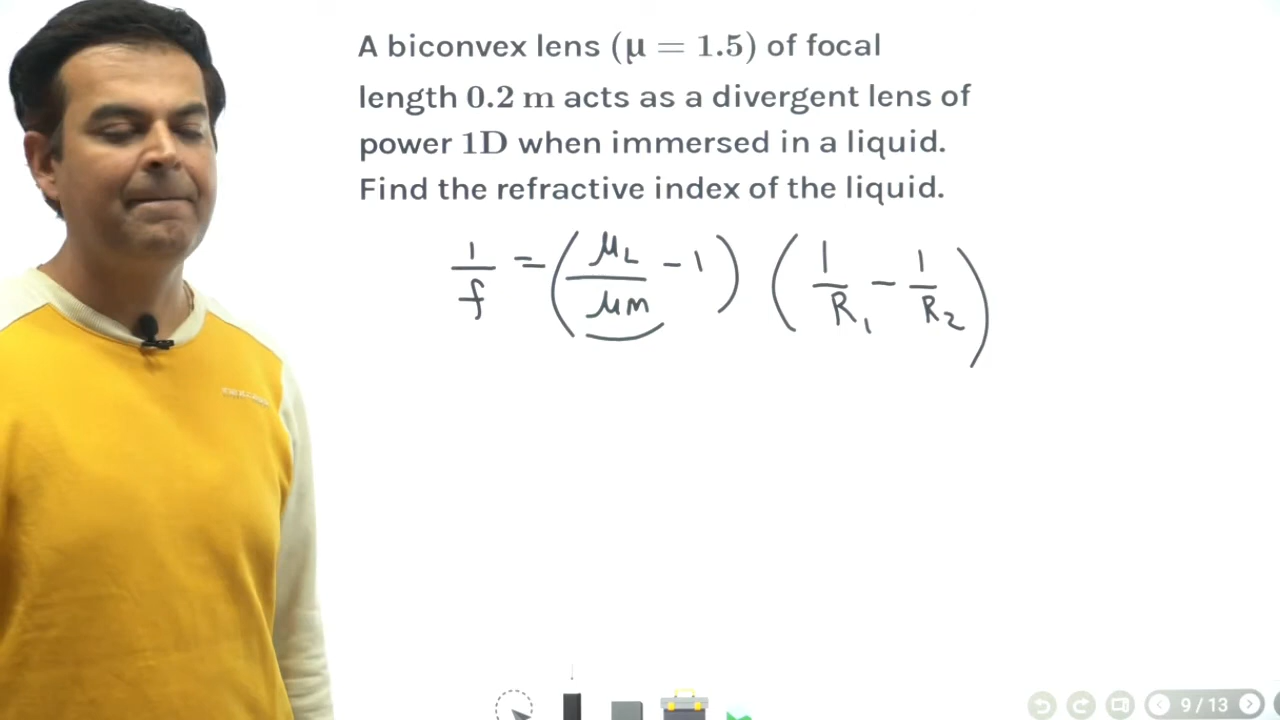 A biconvex lens (μ = 1.5) of focal
length 0.2 m acts as a divergent lens of
power 1D when immersed in a liquid.
Find the refractive index of the liquid.
1/f = (μL/μm - 1) (1/R1 - 1/R2)
9 / 13